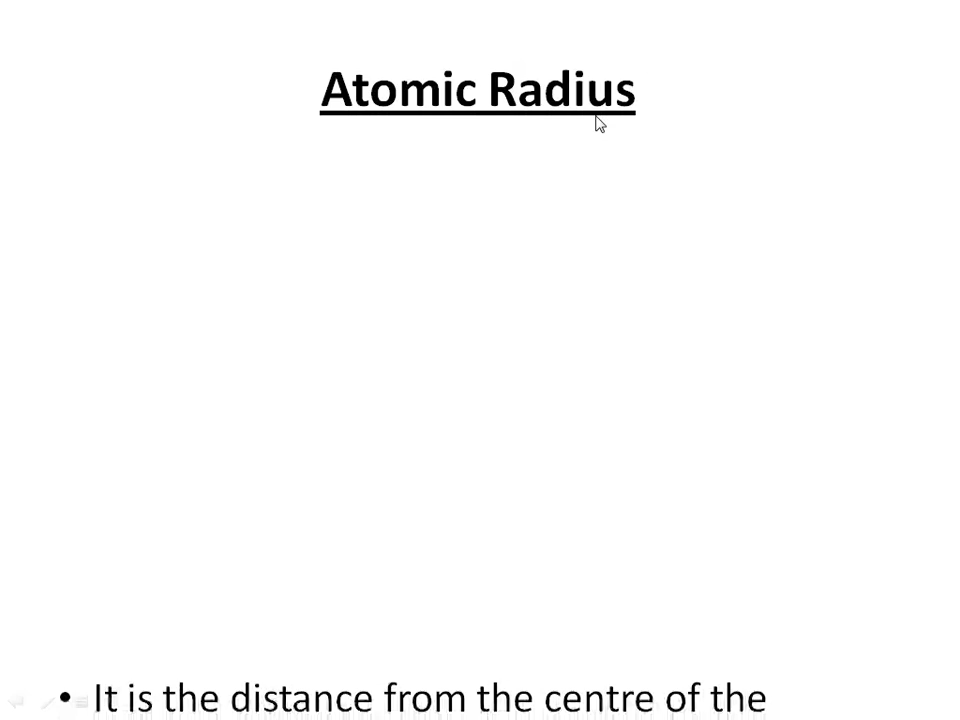 Atomic Radius
• It is the distance from the centre of the